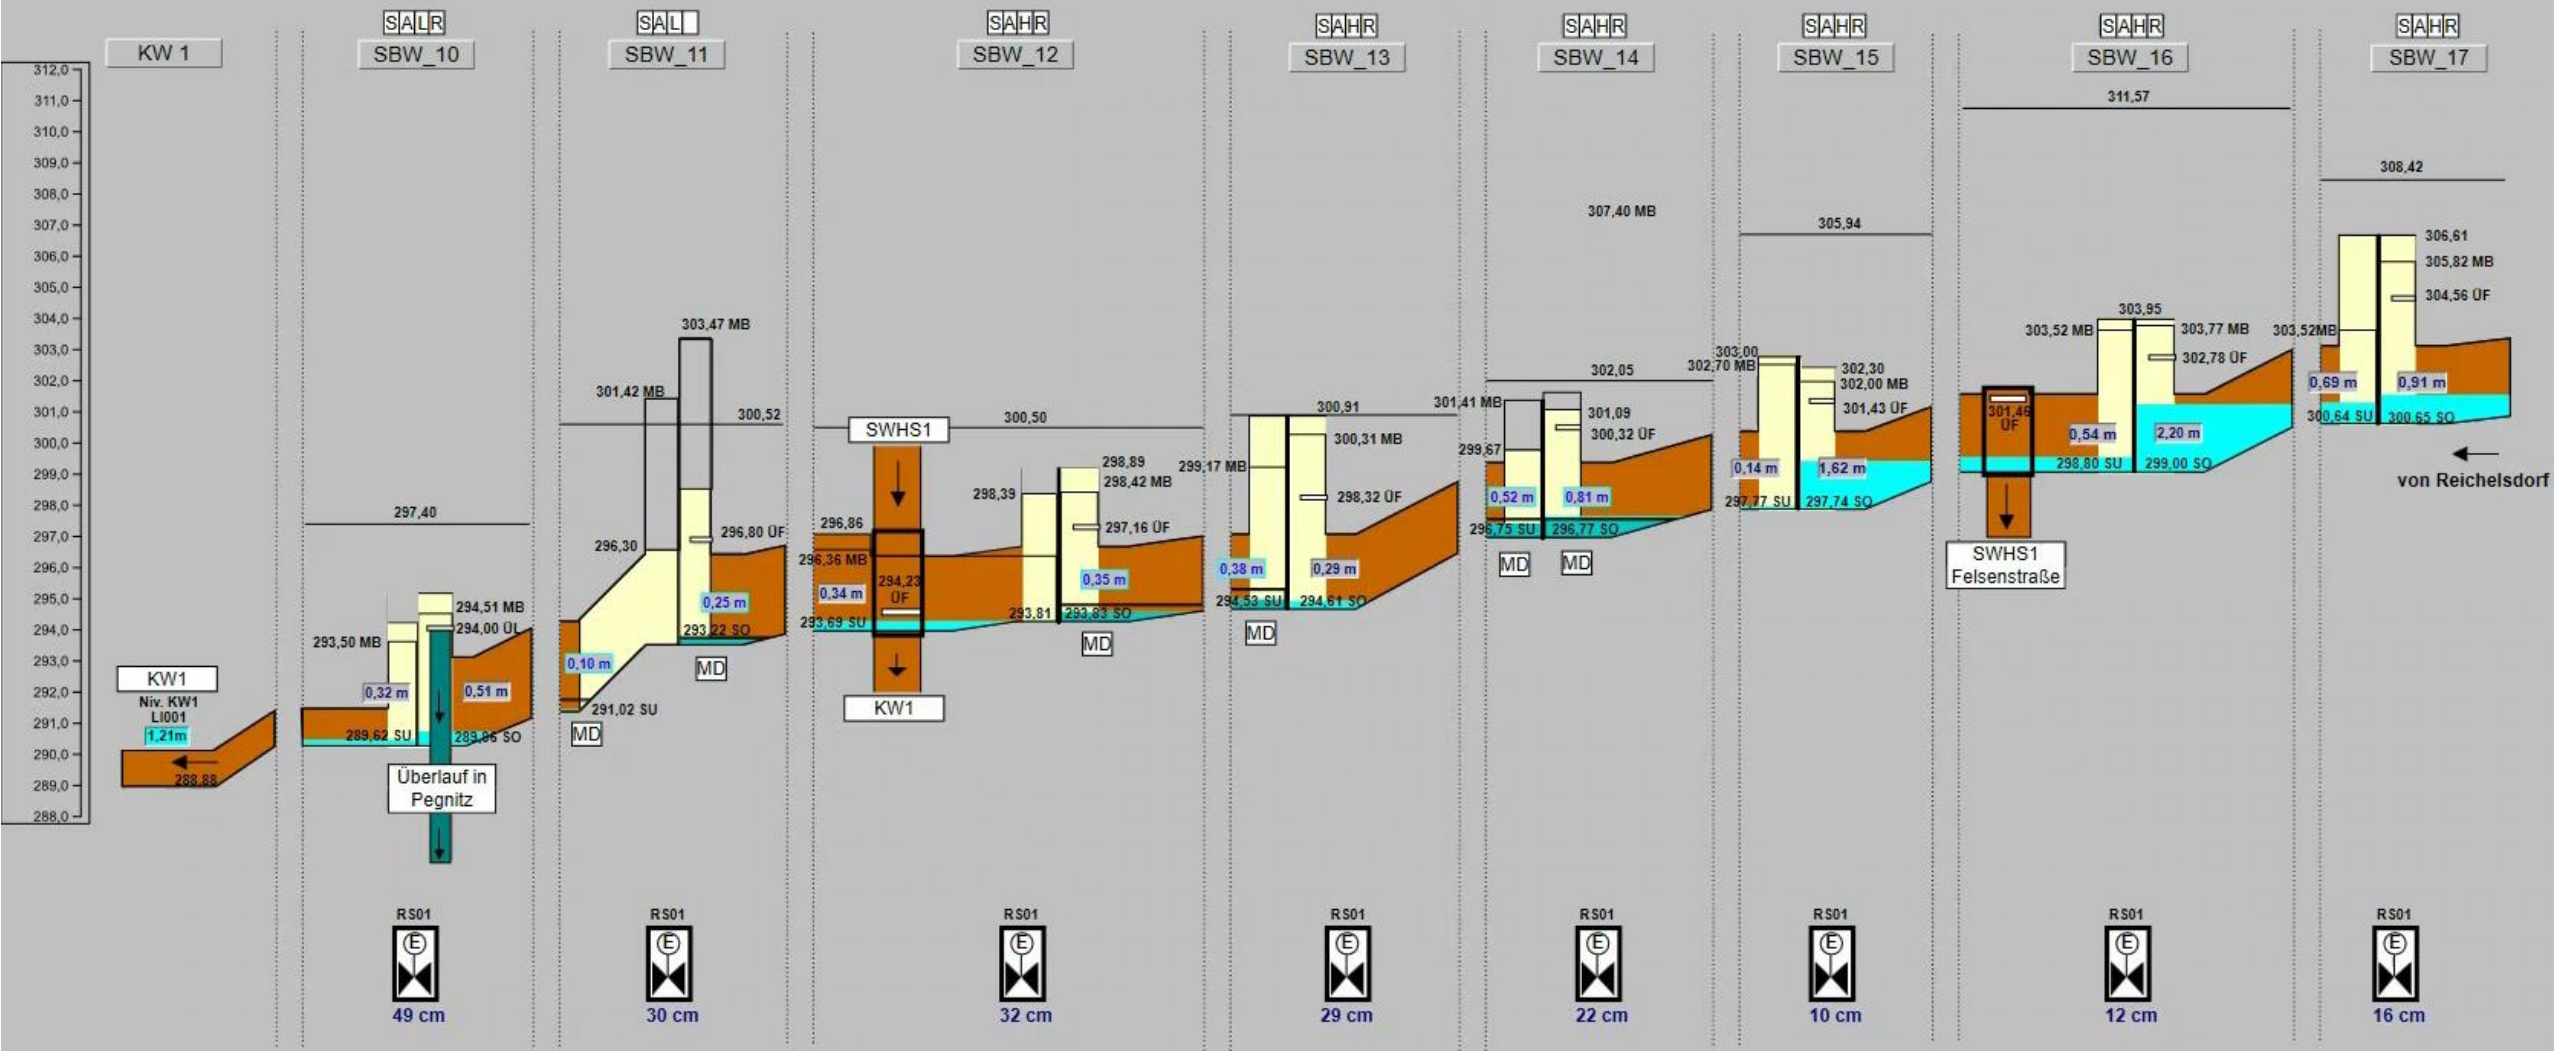 SALR
SAL
SAHR
SAHR
SAHR
SAHR
SAHR
SAHR
KW 1
SBW_10
SBW_11
SBW_12
SBW_13
SBW_14
SBW_15
SBW_16
SBW_17
312,0
311,0
310,0
309,0
308,0
307,0
306,0
305,0
304,0
303,0
302,0
301,0
300,0
299,0
298,0
297,0
296,0
295,0
294,0
293,0
292,0
291,0
290,0
289,0
288,0
KW1
Niv. KW1
LI001
1,21m
288,88
297,40
294,51 MB
294,00 ÜL
293,50 MB
0,32 m
0,51 m
289,62 SU
289,96 SO
Überlauf in
Pegnitz
303,47 MB
301,42 MB
300,52
296,30
296,80 ÜF
0,25 m
293,22 SO
0,10 m
291,02 SU
MD
MD
SWHS1
300,50
298,89
298,42 MB
298,39
297,16 ÜF
296,86
296,36 MB
294,23
ÜF
0,34 m
0,35 m
293,81
293,83 SO
293,69 SU
MD
KW1
300,91
300,31 MB
299,17 MB
298,32 ÜF
0,38 m
0,29 m
294,53 SU
294,61 SO
MD
307,40 MB
302,05
301,41 MB
301,09
300,32 ÜF
299,67
0,52 m
0,81 m
296,75 SU
296,77 SO
MD
MD
305,94
303,00
302,70 MB
302,30
302,00 MB
301,43 ÜF
0,14 m
1,62 m
297,77 SU
297,74 SO
311,57
303,95
303,52 MB
303,77 MB
302,78 ÜF
301,46
ÜF
0,54 m
2,20 m
298,80 SU
299,00 SO
SWHS1
Felsenstraße
308,42
306,61
305,82 MB
304,56 ÜF
303,52MB
0,69 m
0,91 m
300,64 SU
300,65 SO
von Reichelsdorf
RS01
RS01
RS01
RS01
RS01
RS01
RS01
RS01
E
E
E
E
E
E
E
E
49 cm
30 cm
32 cm
29 cm
22 cm
10 cm
12 cm
16 cm